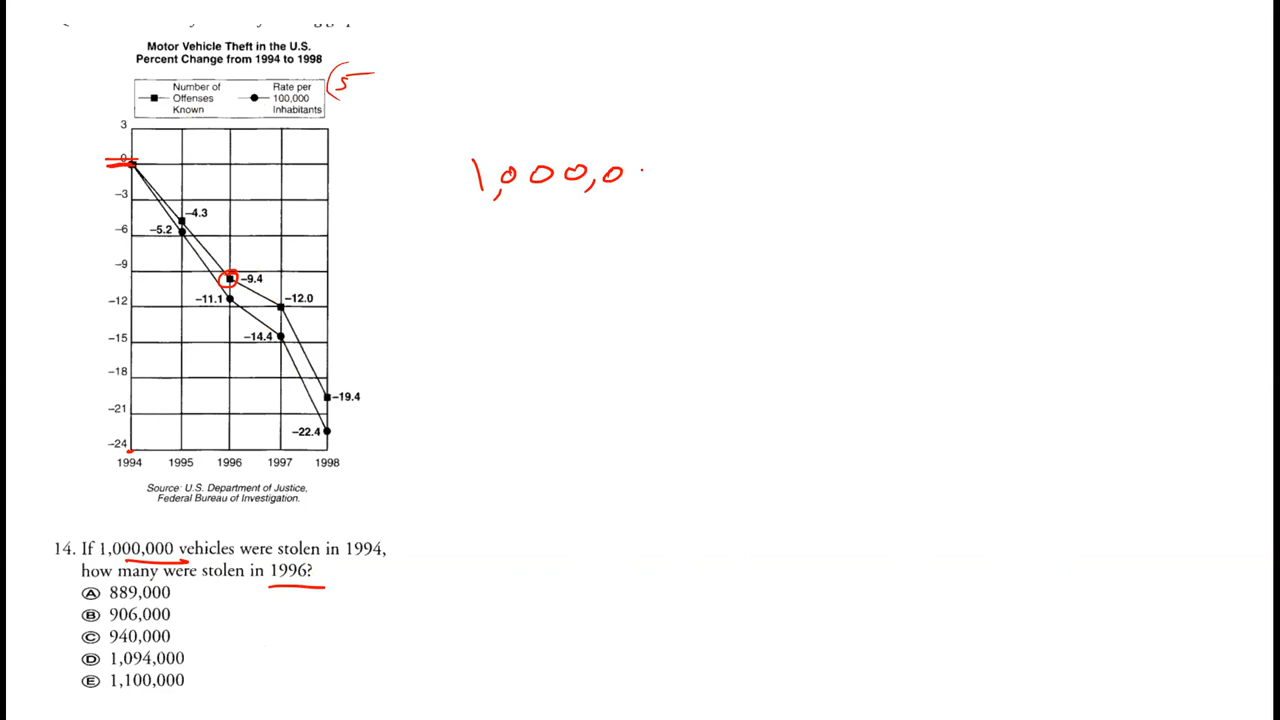 Motor Vehicle Theft in the U.S.
Percent Change from 1994 to 1998
Number of Offenses Known
Rate per 100,000 Inhabitants
5
3
0
-3
-6
-9
-12
-15
-18
-21
-24
-4.3
-5.2
-9.4
-11.1
-12.0
-14.4
-19.4
-22.4
1994 1995 1996 1997 1998
Source: U.S. Department of Justice,
Federal Bureau of Investigation.
1,000,0
14. If 1,000,000 vehicles were stolen in 1994,
how many were stolen in 1996?
A 889,000
B 906,000
C 940,000
D 1,094,000
E 1,100,000